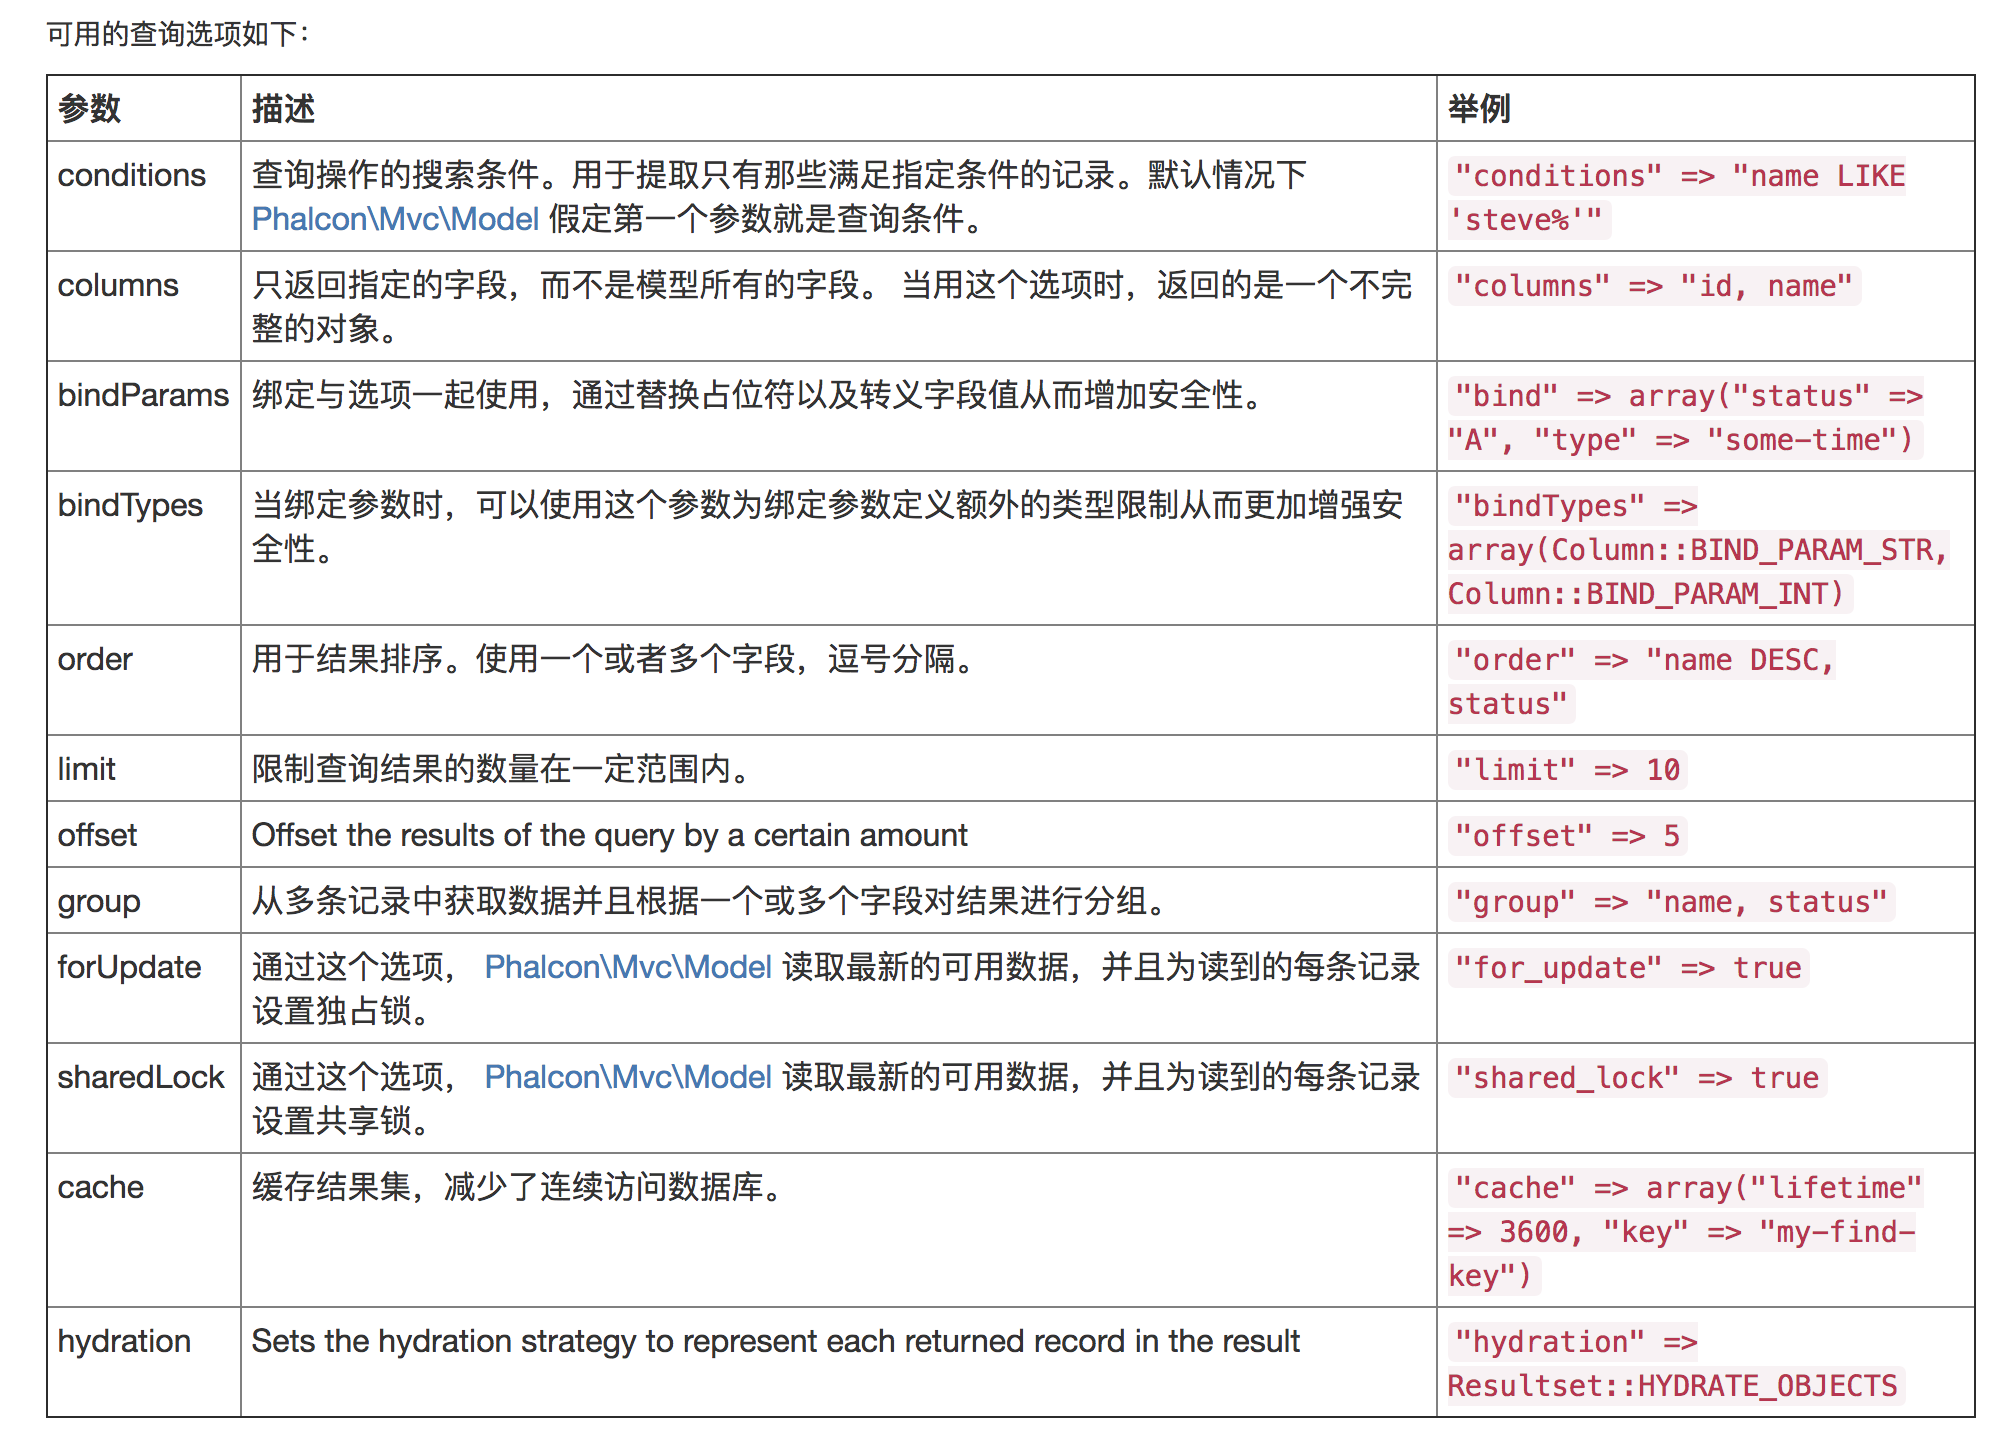 可用的查询选项如下：
参数 描述 举例
conditions 查询操作的搜索条件。用于提取只有那些满足指定条件的记录。默认情况下 "conditions" => "name LIKE
Phalcon\Mvc\Model 假定第一个参数就是查询条件。 'steve%'"
columns 只返回指定的字段，而不是模型所有的字段。 当用这个选项时，返回的是一个不完 "columns" => "id, name"
整的对象。
bindParams 绑定与选项一起使用，通过替换占位符以及转义字段值从而增加安全性。 "bind" => array("status" =>
"A", "type" => "some-time")
bindTypes 当绑定参数时，可以使用这个参数为绑定参数定义额外的类型限制从而更加增强安 "bindTypes" =>
全性。 array(Column::BIND_PARAM_STR,
Column::BIND_PARAM_INT)
order 用于结果排序。使用一个或者多个字段，逗号分隔。 "order" => "name DESC,
status"
limit 限制查询结果的数量在一定范围内。 "limit" => 10
offset Offset the results of the query by a certain amount "offset" => 5
group 从多条记录中获取数据并且根据一个或多个字段对结果进行分组。 "group" => "name, status"
forUpdate 通过这个选项， Phalcon\Mvc\Model 读取最新的可用数据，并且为读到的每条记录 "for_update" => true
设置独占锁。
sharedLock 通过这个选项， Phalcon\Mvc\Model 读取最新的可用数据，并且为读到的每条记录 "shared_lock" => true
设置共享锁。
cache 缓存结果集，减少了连续访问数据库。 "cache" => array("lifetime"
=> 3600, "key" => "my-find-
key")
hydration Sets the hydration strategy to represent each returned record in the result "hydration" =>
Resultset::HYDRATE_OBJECTS